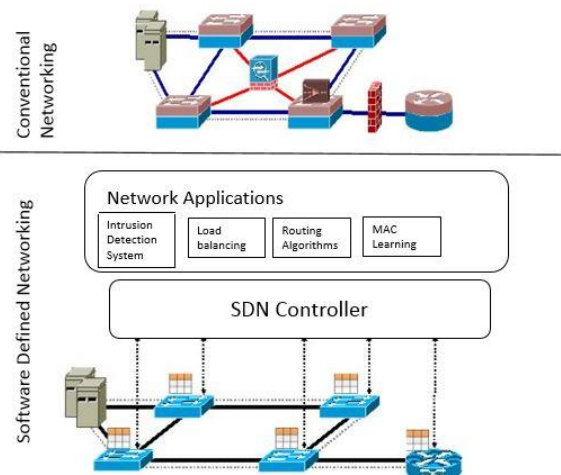 Conventional
Networking
Software Defined Networking
Network Applications
Intrusion
Detection
System
Load
balancing
Routing
Algorithms
MAC
Learning
SDN Controller